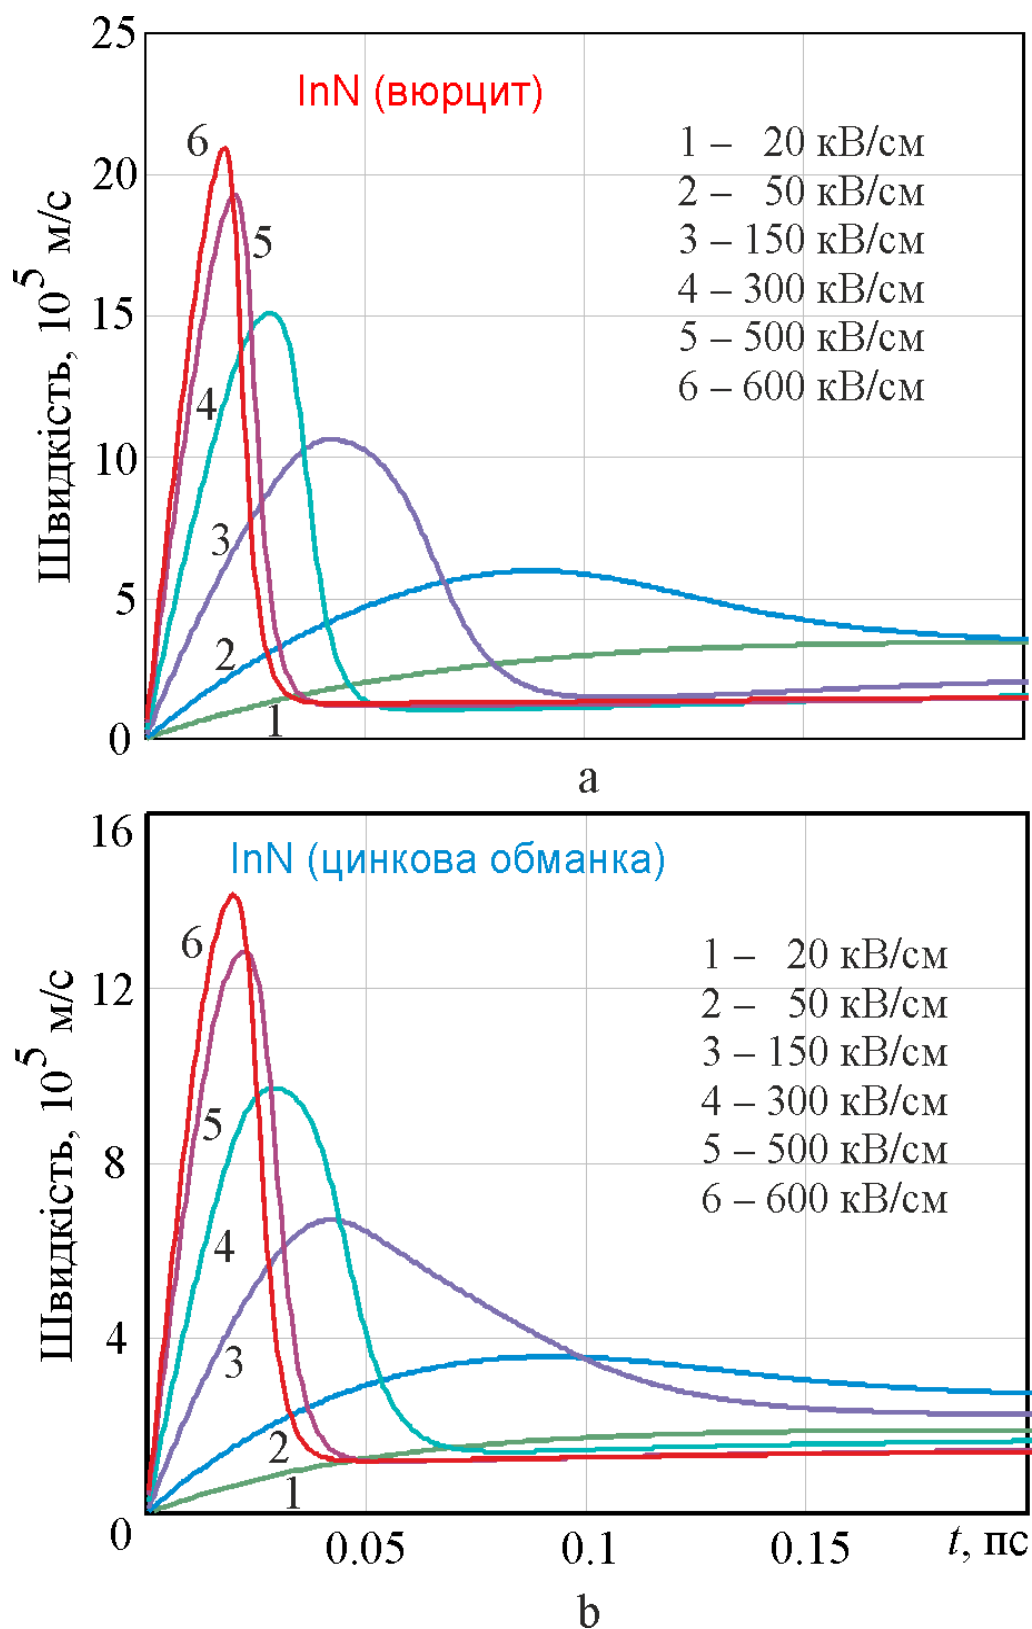 25
InN (вюрцит)
6
1 – 20 кВ/см
20
2 – 50 кВ/см
5
3 – 150 кВ/см
4 – 300 кВ/см
15
5 – 500 кВ/см
6 – 600 кВ/см
4
10
3
5
2
1
0
Швидкість, 10⁵ м/с
а
16
InN (цинкова обманка)
6
1 – 20 кВ/см
12
2 – 50 кВ/см
3 – 150 кВ/см
5
4 – 300 кВ/см
8
5 – 500 кВ/см
6 – 600 кВ/см
4
4
3
2
1
0
Швидкість, 10⁵ м/с
0.05 0.1 0.15 t, пс
b